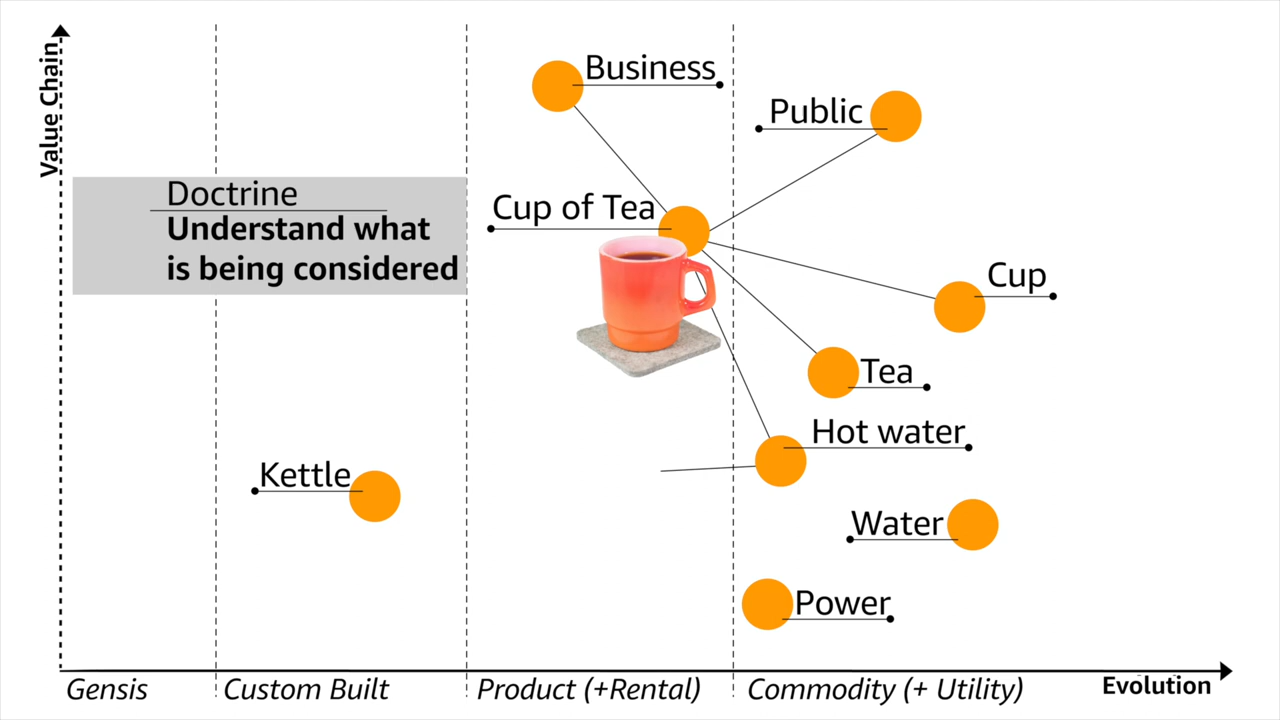 Value Chain
Business
Public
Doctrine
Understand what
is being considered
Cup of Tea
Cup
Tea
Hot water
Kettle
Water
Power
Gensis
Custom Built
Product (+Rental)
Commodity (+ Utility)
Evolution